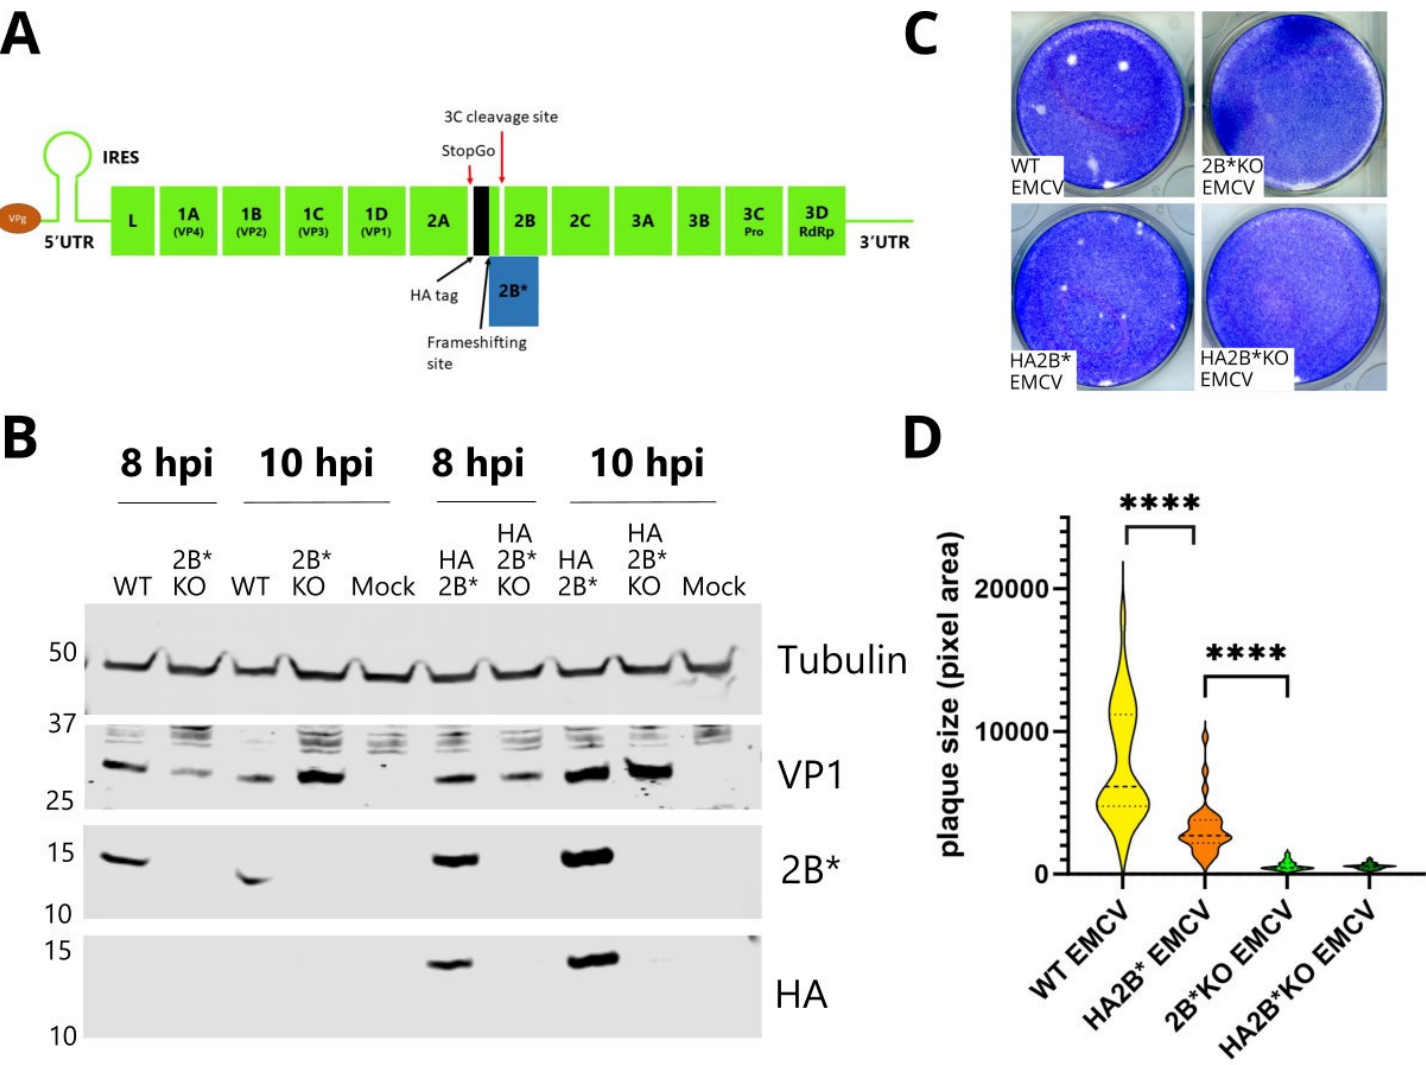 A
3C cleavage site
StopGo
IRES
VPg
L
1A
(VP4)
1B
(VP2)
1C
(VP3)
1D
(VP1)
2A
2B
2C
3A
3B
3C
Pro
3D
RdRp
5’UTR
3’UTR
HA tag
2B*
Frameshifting
site
C
WT
EMCV
2B*KO
EMCV
HA2B*
EMCV
HA2B*KO
EMCV
B
8 hpi
10 hpi
8 hpi
10 hpi
WT
2B*
KO
WT
2B*
KO
Mock
HA
2B*
HA
2B*
KO
HA
2B*
HA
2B*
KO
Mock
50
Tubulin
37
VP1
25
15
2B*
10
15
HA
10
D
****
****
plaque size (pixel area)
20000
10000
0
WT EMCV
HA2B* EMCV
2B*KO EMCV
HA2B*KO EMCV